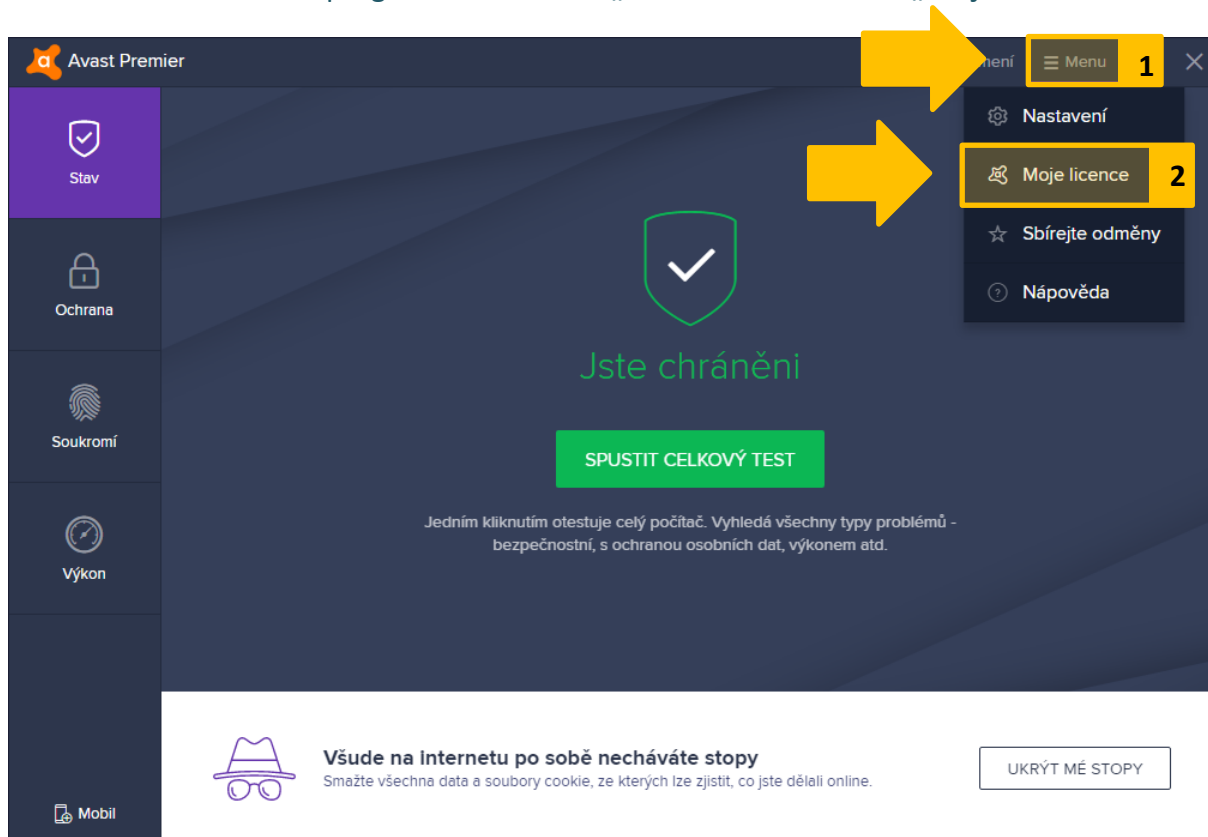 Avast Premier
Menu
1
Nastavení
Moje licence
2
Sbírejte odměny
Nápověda
Stav
Ochrana
Soukromí
Výkon
Mobil
Jste chráněni
SPUSTIT CELKOVÝ TEST
Jedním kliknutím otestuje celý počítač. Vyhledá všechny typy problémů -
bezpečnostní, s ochranou osobních dat, výkonem atd.
Všude na internetu po sobě necháváte stopy
Smažte všechna data a soubory cookie, ze kterých lze zjistit, co jste dělali online.
UKRÝT MÉ STOPY